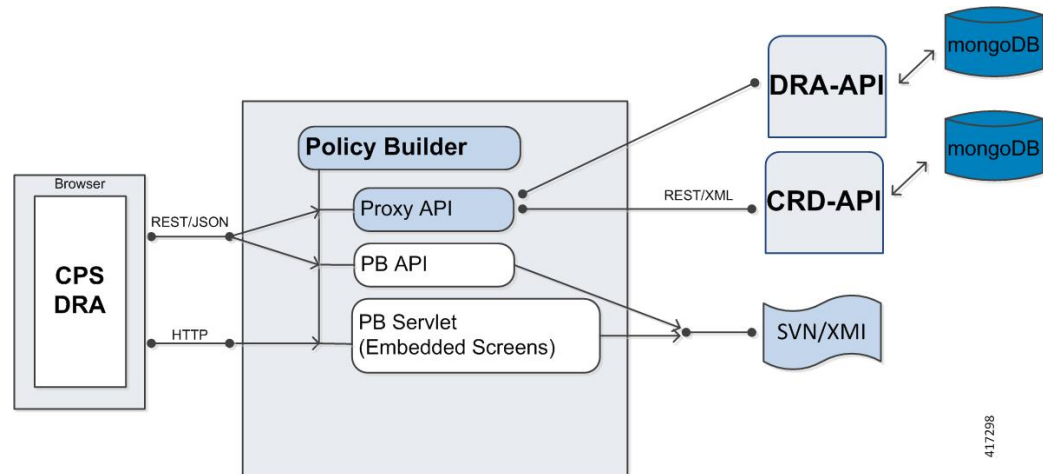 Browser
CPS
DRA
REST/JSON
HTTP
Policy Builder
Proxy API
PB API
PB Servlet
(Embedded Screens)
REST/XML
DRA-API
mongoDB
CRD-API
mongoDB
SVN/XMI
417298